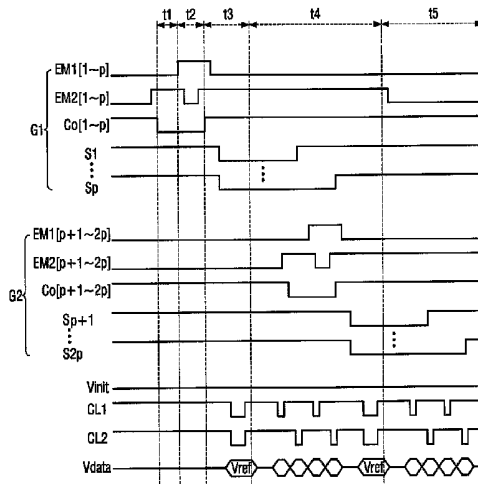 t1 t2 t3 t4 t5
EM1[1~p]
EM2[1~p]
G1
Co[1~p]
S1
Sp
EM1[p+1~2p]
EM2[p+1~2p]
G2
Co[p+1~2p]
Sp+1
S2p
Vinit
CL1
CL2
Vdata Vref Vref